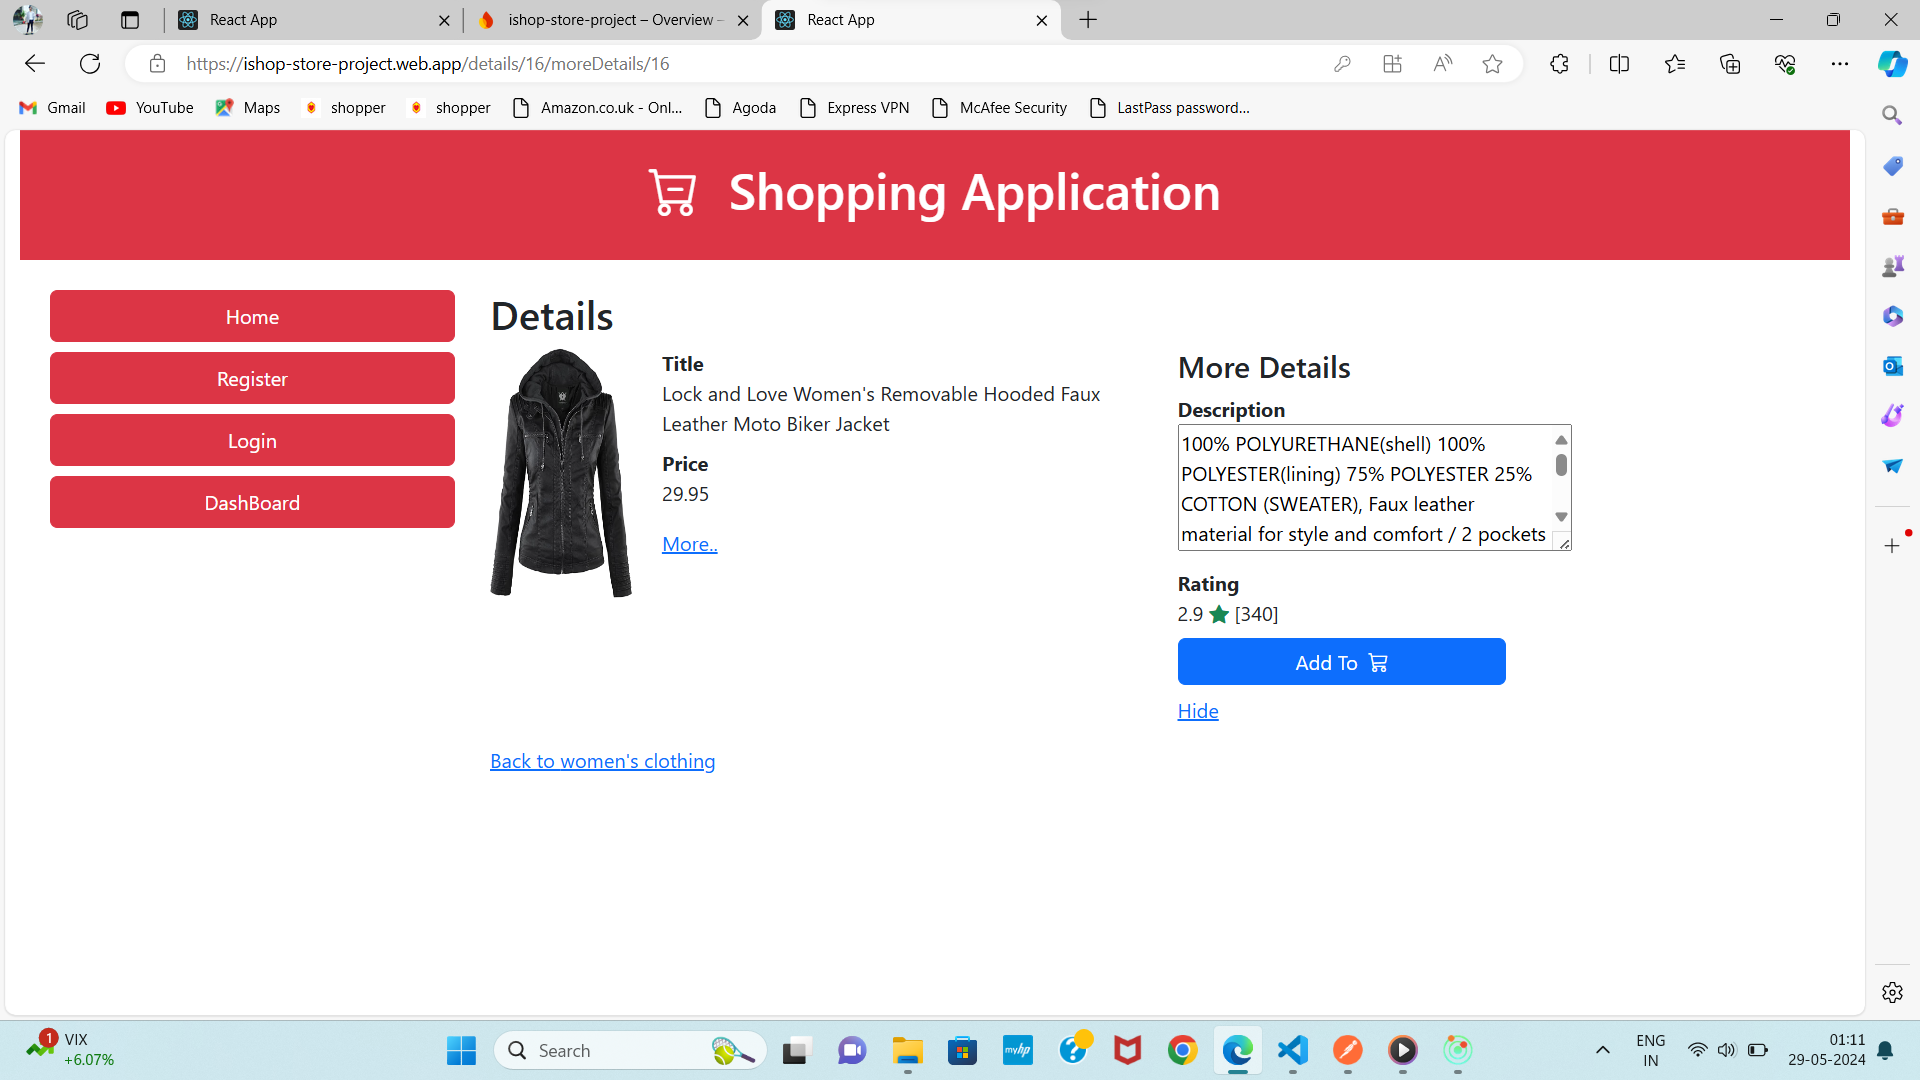 React App
ishop-store-project – Overview –
React App
https://ishop-store-project.web.app/details/16/moreDetails/16
Gmail
YouTube
Maps
shopper
shopper
Amazon.co.uk - Onl...
Agoda
Express VPN
McAfee Security
LastPass password...
Shopping Application
Home
Register
Login
DashBoard
Details
Title
Lock and Love Women's Removable Hooded Faux
Leather Moto Biker Jacket
Price
29.95
More..
More Details
Description
100% POLYURETHANE(shell) 100%
POLYESTER(lining) 75% POLYESTER 25%
COTTON (SWEATER), Faux leather
material for style and comfort / 2 pockets
Rating
2.9 ★ [340]
Add To
Hide
Back to women's clothing
1
VIX
+6.07%
Search
myhp
ENG
IN
01:11
29-05-2024